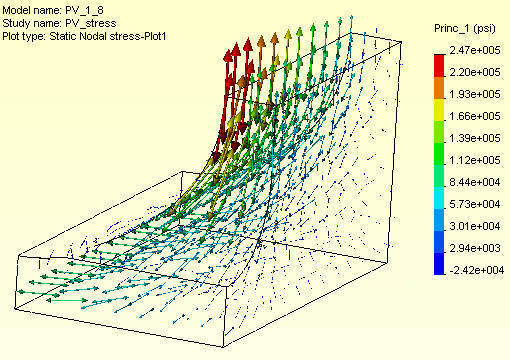 Model name: PV_1_8
Study name: PV_stress
Plot type: Static Nodal stress-Plot1
Princ_1 (psi)
2.47e+005
2.20e+005
1.93e+005
1.66e+005
1.39e+005
1.12e+005
8.44e+004
5.73e+004
3.01e+004
2.94e+003
-2.42e+004